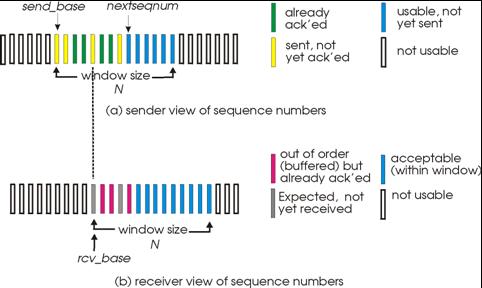 send_base nextseqnum
already
ack'ed
usable, not
yet sent
sent, not
yet ack'ed
not usable
window size
N
(a) sender view of sequence numbers
out of order
(buffered) but
already ack'ed
acceptable
(within window)
Expected, not
yet received
not usable
window size
N
rcv_base
(b) receiver view of sequence numbers